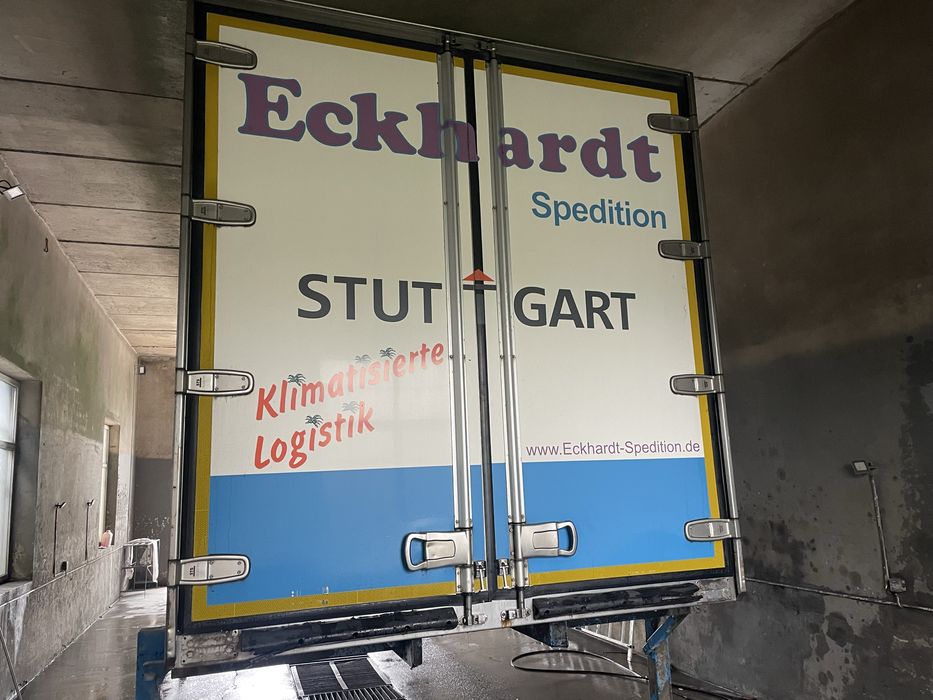 Eckhardt
Spedition
STUTTGART
Klimatisierte
Logistik
www.Eckhardt-Spedition.de